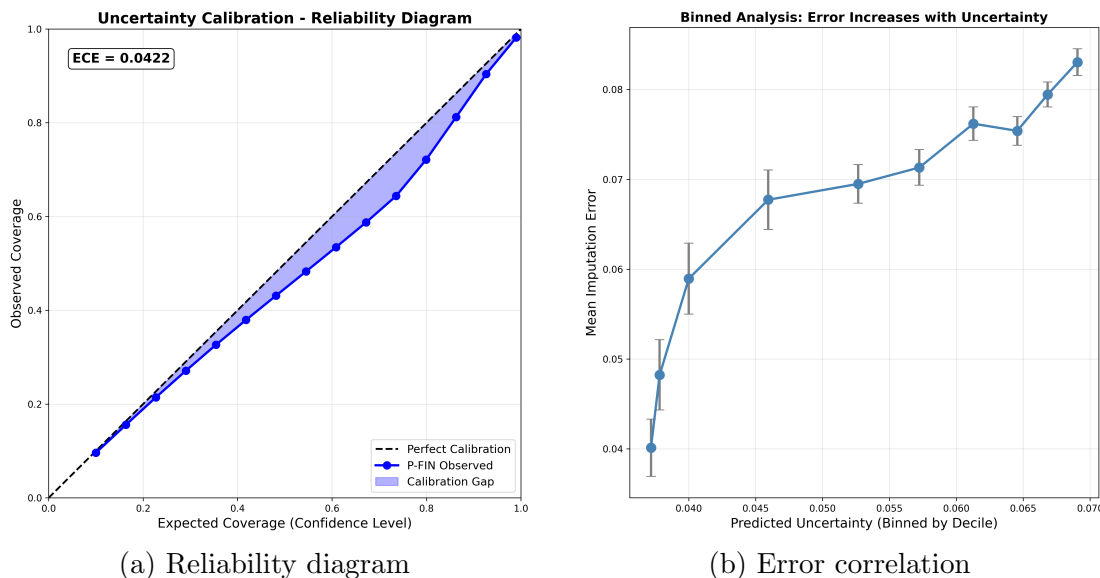 Uncertainty Calibration - Reliability Diagram
ECE = 0.0422
1.0
0.8
0.6
0.4
0.2
0.0
Observed Coverage
0.0 0.2 0.4 0.6 0.8 1.0
Expected Coverage (Confidence Level)
Perfect Calibration
P-FIN Observed
Calibration Gap
(a) Reliability diagram
Binned Analysis: Error Increases with Uncertainty
0.08
0.07
0.06
0.05
0.04
Mean Imputation Error
0.040 0.045 0.050 0.055 0.060 0.065 0.070
Predicted Uncertainty (Binned by Decile)
(b) Error correlation